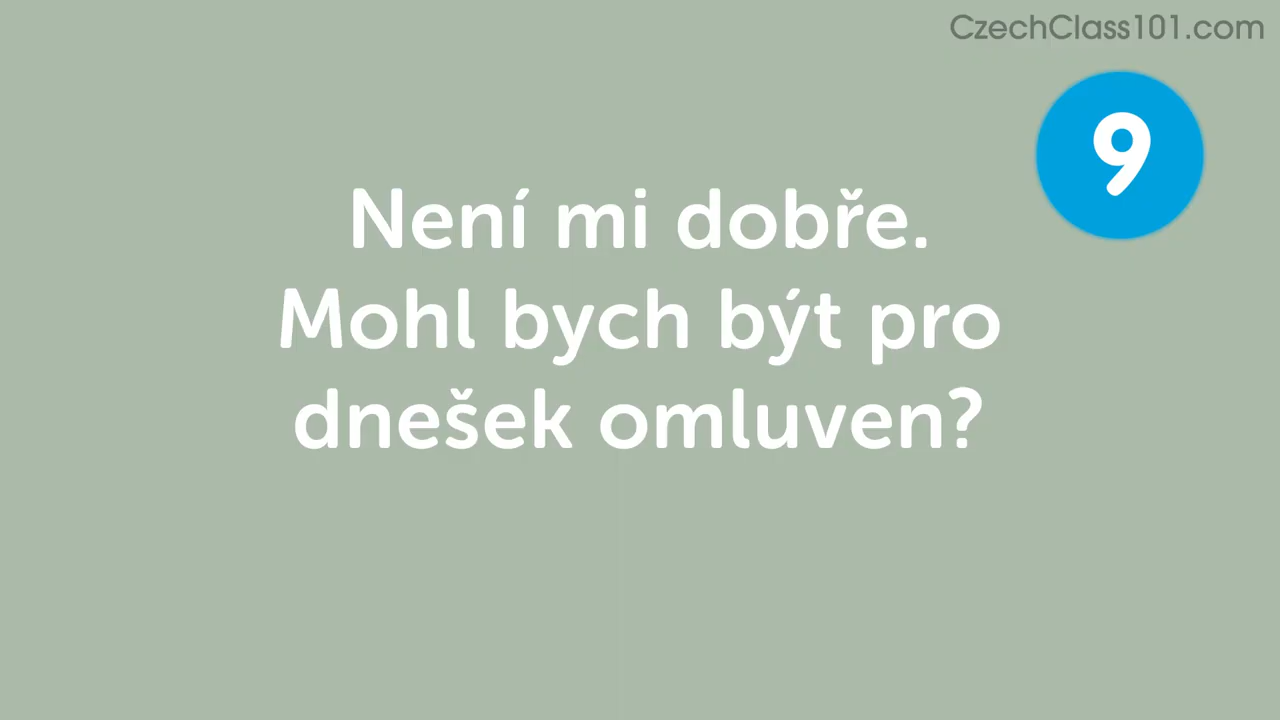 CzechClass101.com
9
Není mi dobře.
Mohl bych být pro
dnešek omluven?